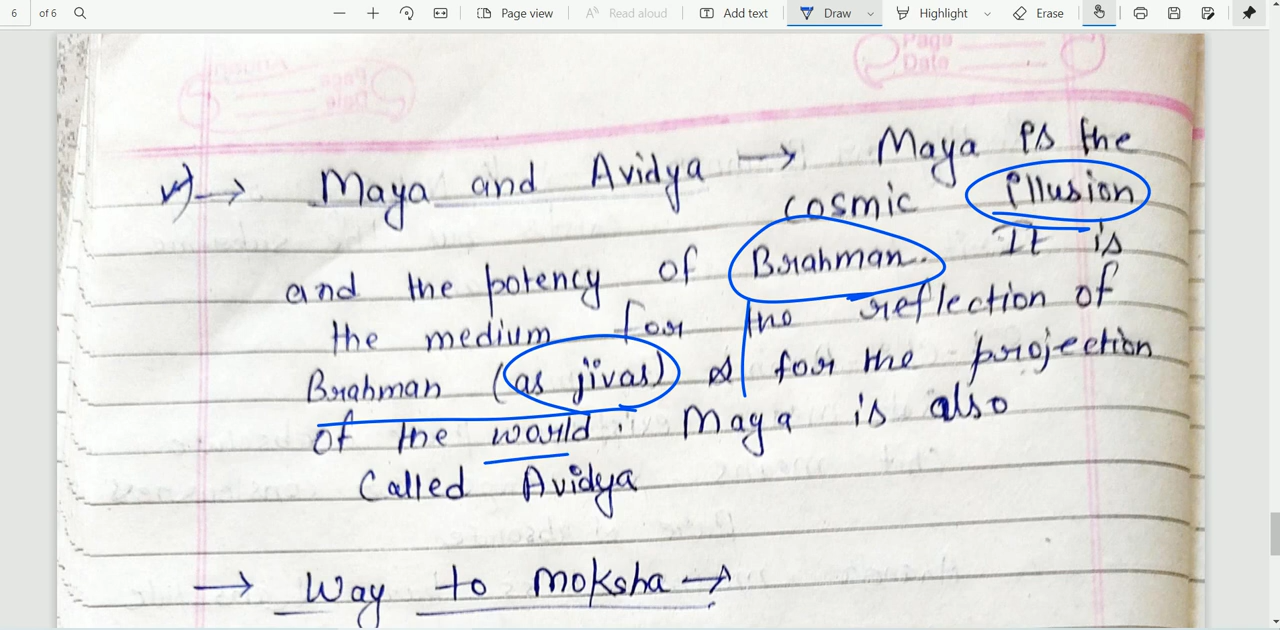 6 of 6 Page view Read aloud Add text Draw Highlight Erase
Page
Date
v) → Maya and Avidya → Maya is the
cosmic illusion
and the potency of Brahman. It is
the medium for the reflection of
Brahman (as jivas) & for the projection
of the world. Maya is also
Called Avidya
→ Way to moksha →